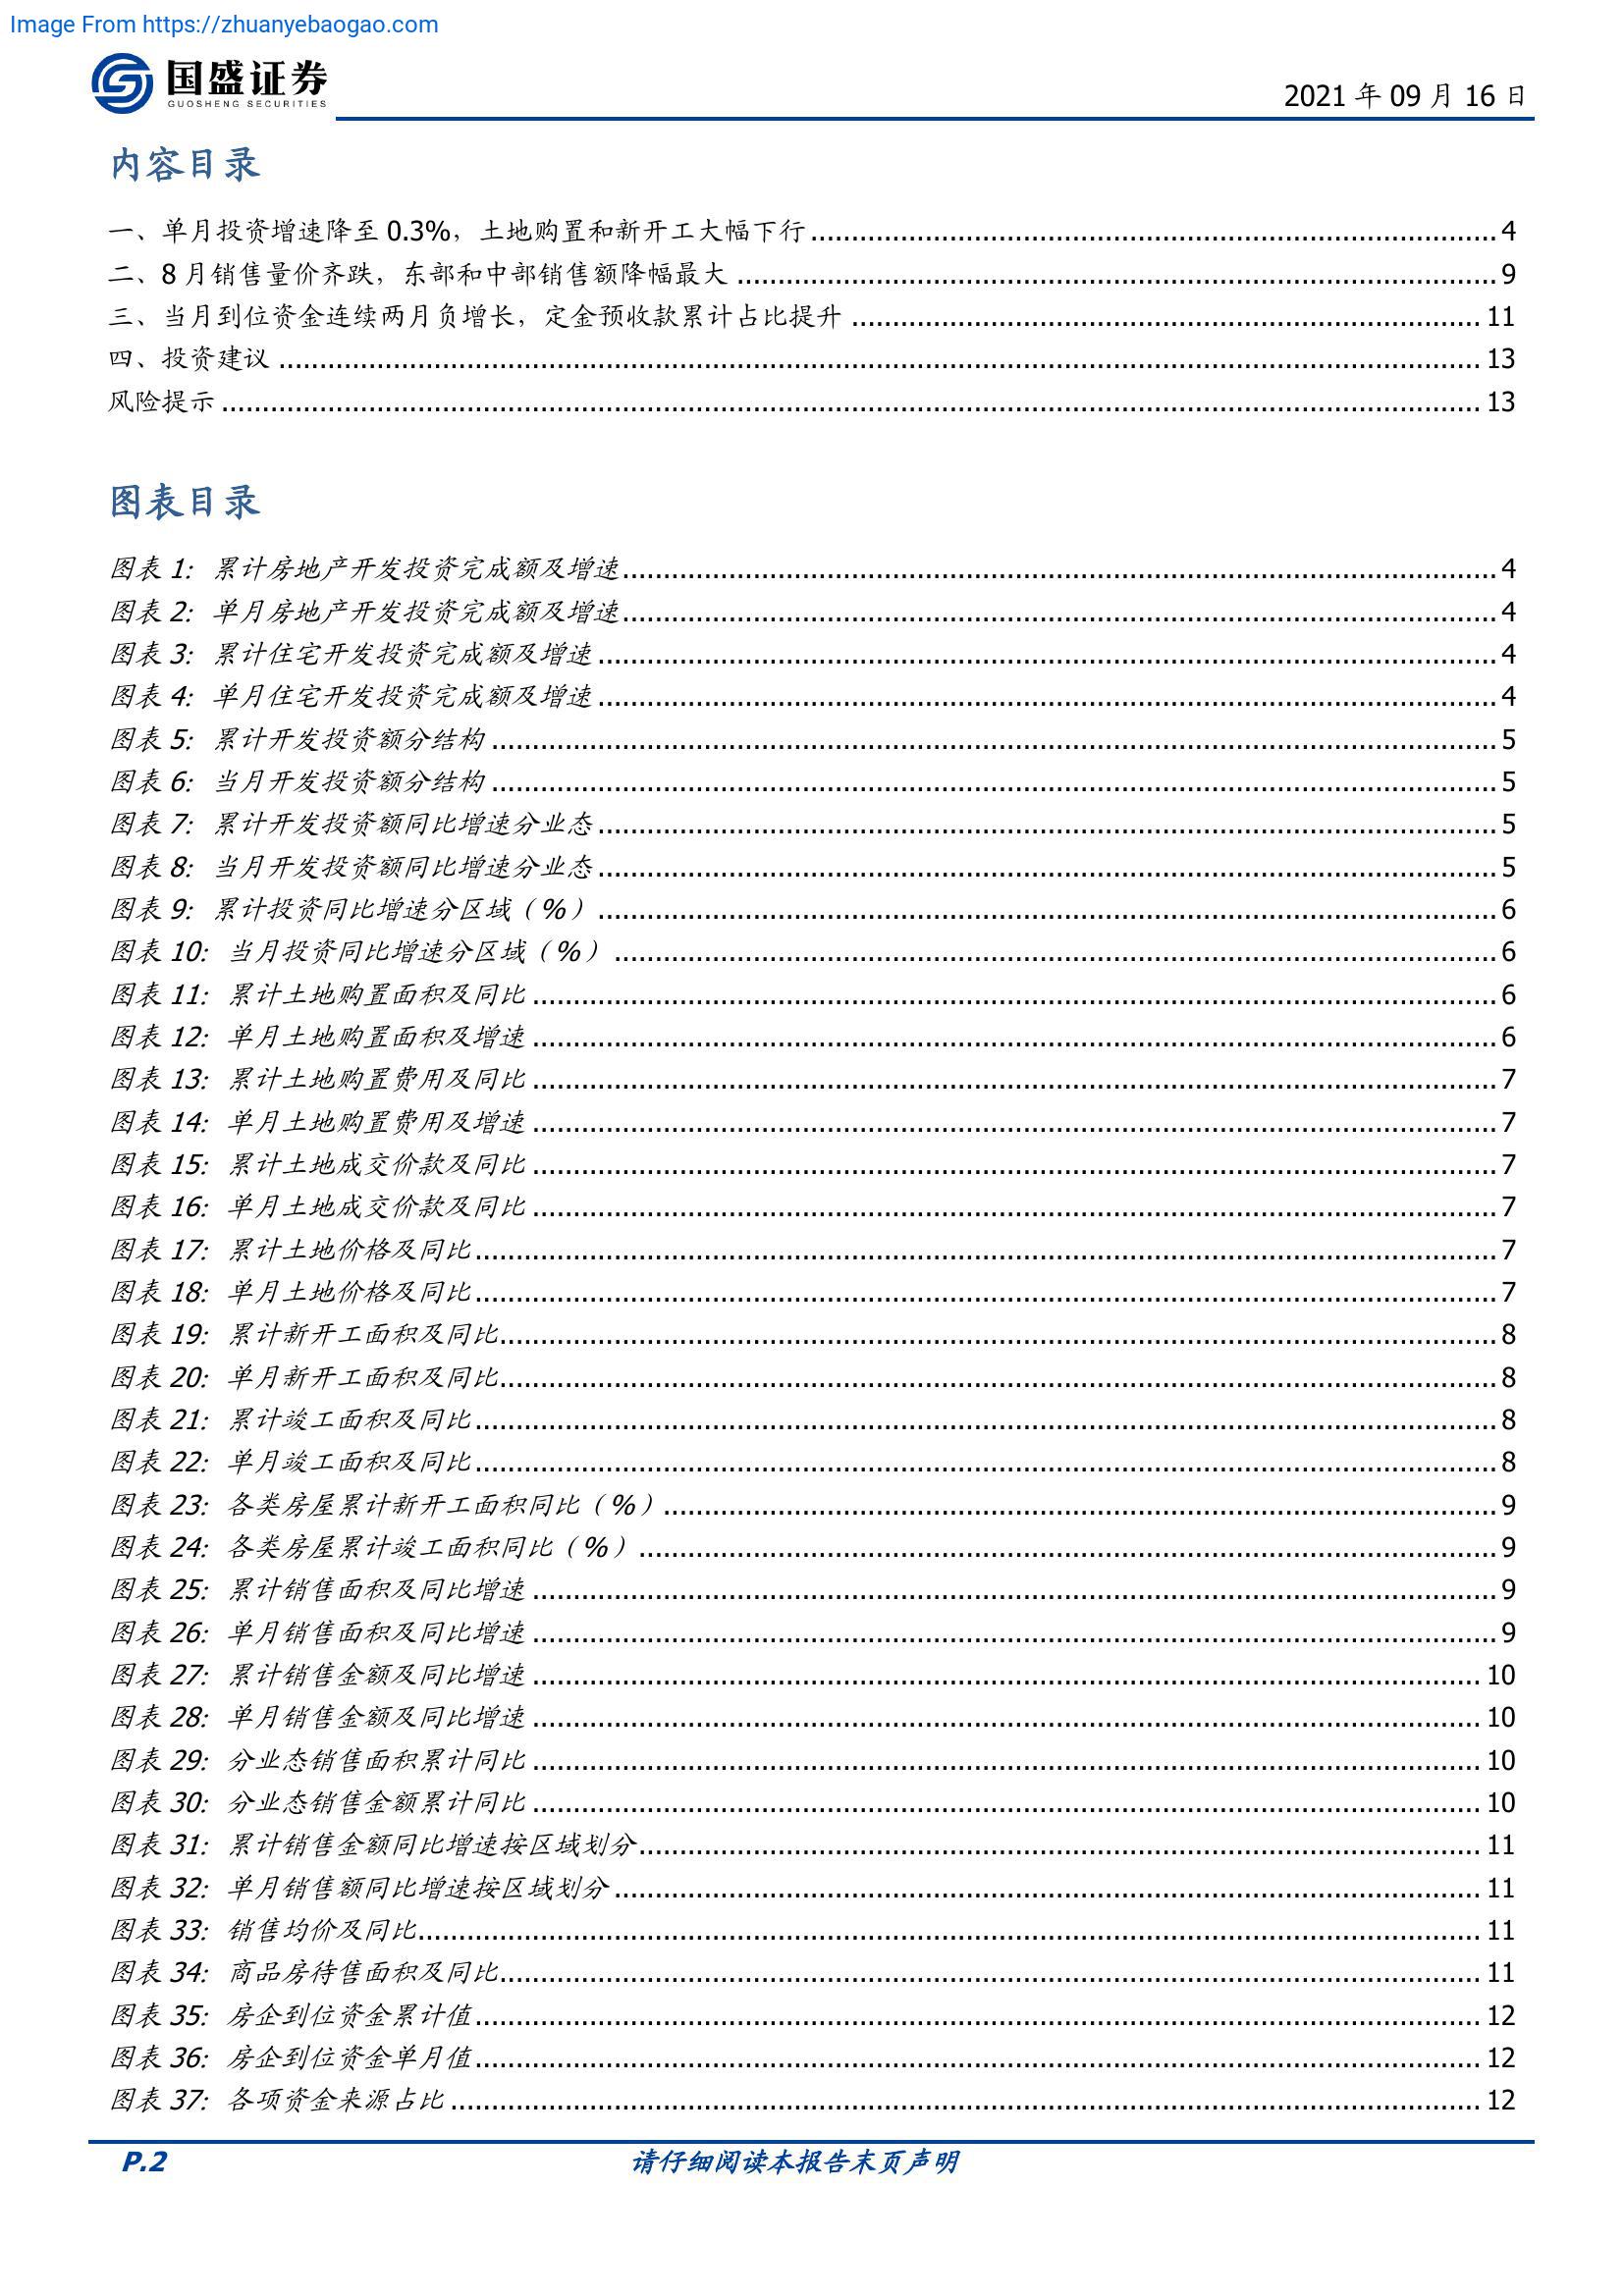 Image From https://zhuanyebaogao.com
国盛证券
GUOSHENG SECURITIES
2021 年 09 月 16 日
内容目录
一、单月投资增速降至 0.3%，土地购置和新开工大幅下行 4
二、8 月销售量价齐跌，东部和中部销售额降幅最大 9
三、当月到位资金连续两月负增长，定金预收款累计占比提升 11
四、投资建议 13
风险提示 13
图表目录
图表 1：累计房地产开发投资完成额及增速 4
图表 2：单月房地产开发投资完成额及增速 4
图表 3：累计住宅开发投资完成额及增速 4
图表 4：单月住宅开发投资完成额及增速 4
图表 5：累计开发投资额分结构 5
图表 6：当月开发投资额分结构 5
图表 7：累计开发投资额同比增速分业态 5
图表 8：当月开发投资额同比增速分业态 5
图表 9：累计投资同比增速分区域（%） 6
图表 10：当月投资同比增速分区域（%） 6
图表 11：累计土地购置面积及同比 6
图表 12：单月土地购置面积及增速 6
图表 13：累计土地购置费用及同比 7
图表 14：单月土地购置费用及增速 7
图表 15：累计土地成交价款及同比 7
图表 16：单月土地成交价款及同比 7
图表 17：累计土地价格及同比 7
图表 18：单月土地价格及同比 7
图表 19：累计新开工面积及同比 8
图表 20：单月新开工面积及同比 8
图表 21：累计竣工面积及同比 8
图表 22：单月竣工面积及同比 8
图表 23：各类房屋累计新开工面积同比（%） 9
图表 24：各类房屋累计竣工面积同比（%） 9
图表 25：累计销售面积及同比增速 9
图表 26：单月销售面积及同比增速 9
图表 27：累计销售金额及同比增速 10
图表 28：单月销售金额及同比增速 10
图表 29：分业态销售面积累计同比 10
图表 30：分业态销售金额累计同比 10
图表 31：累计销售金额同比增速按区域划分 11
图表 32：单月销售额同比增速按区域划分 11
图表 33：销售均价及同比 11
图表 34：商品房待售面积及同比 11
图表 35：房企到位资金累计值 12
图表 36：房企到位资金单月值 12
图表 37：各项资金来源占比 12
P.2 请仔细阅读本报告末页声明